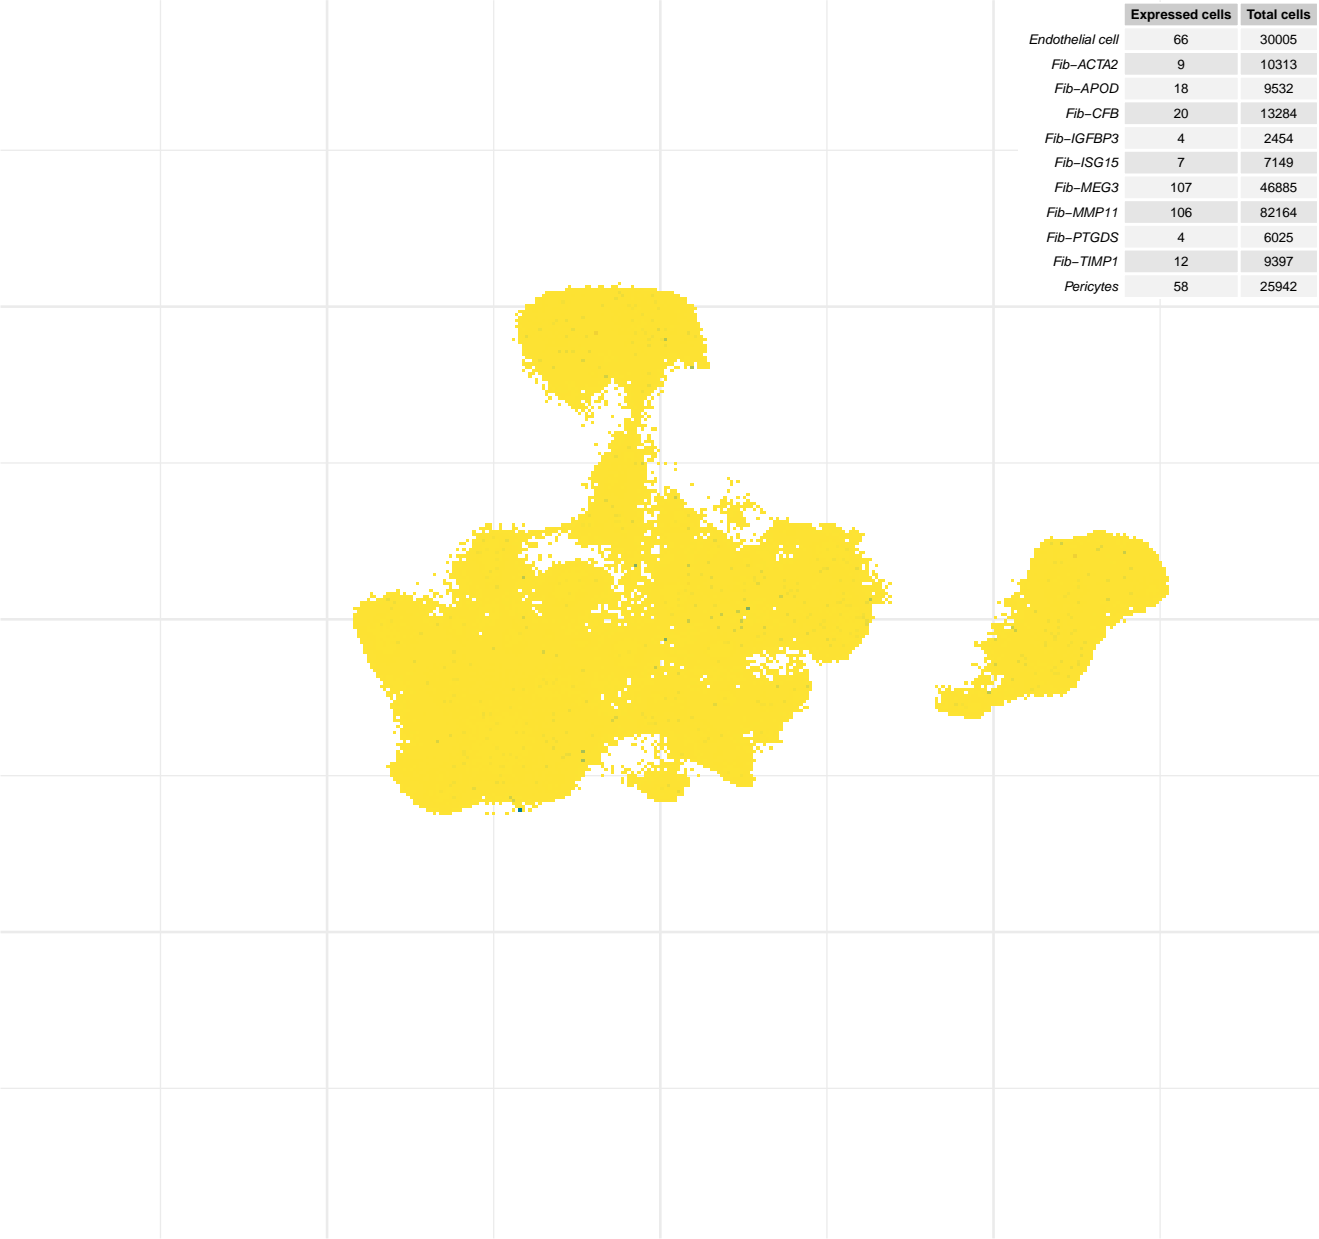 Expressed cells Total cells
Endothelial cell 66 30005
Fib−ACTA2 9 10313
Fib−APOD 18 9532
Fib−CFB 20 13284
Fib−IGFBP3 4 2454
Fib−ISG15 7 7149
Fib−MEG3 107 46885
Fib−MMP11 106 82164
Fib−PTGDS 4 6025
Fib−TIMP1 12 9397
Pericytes 58 25942